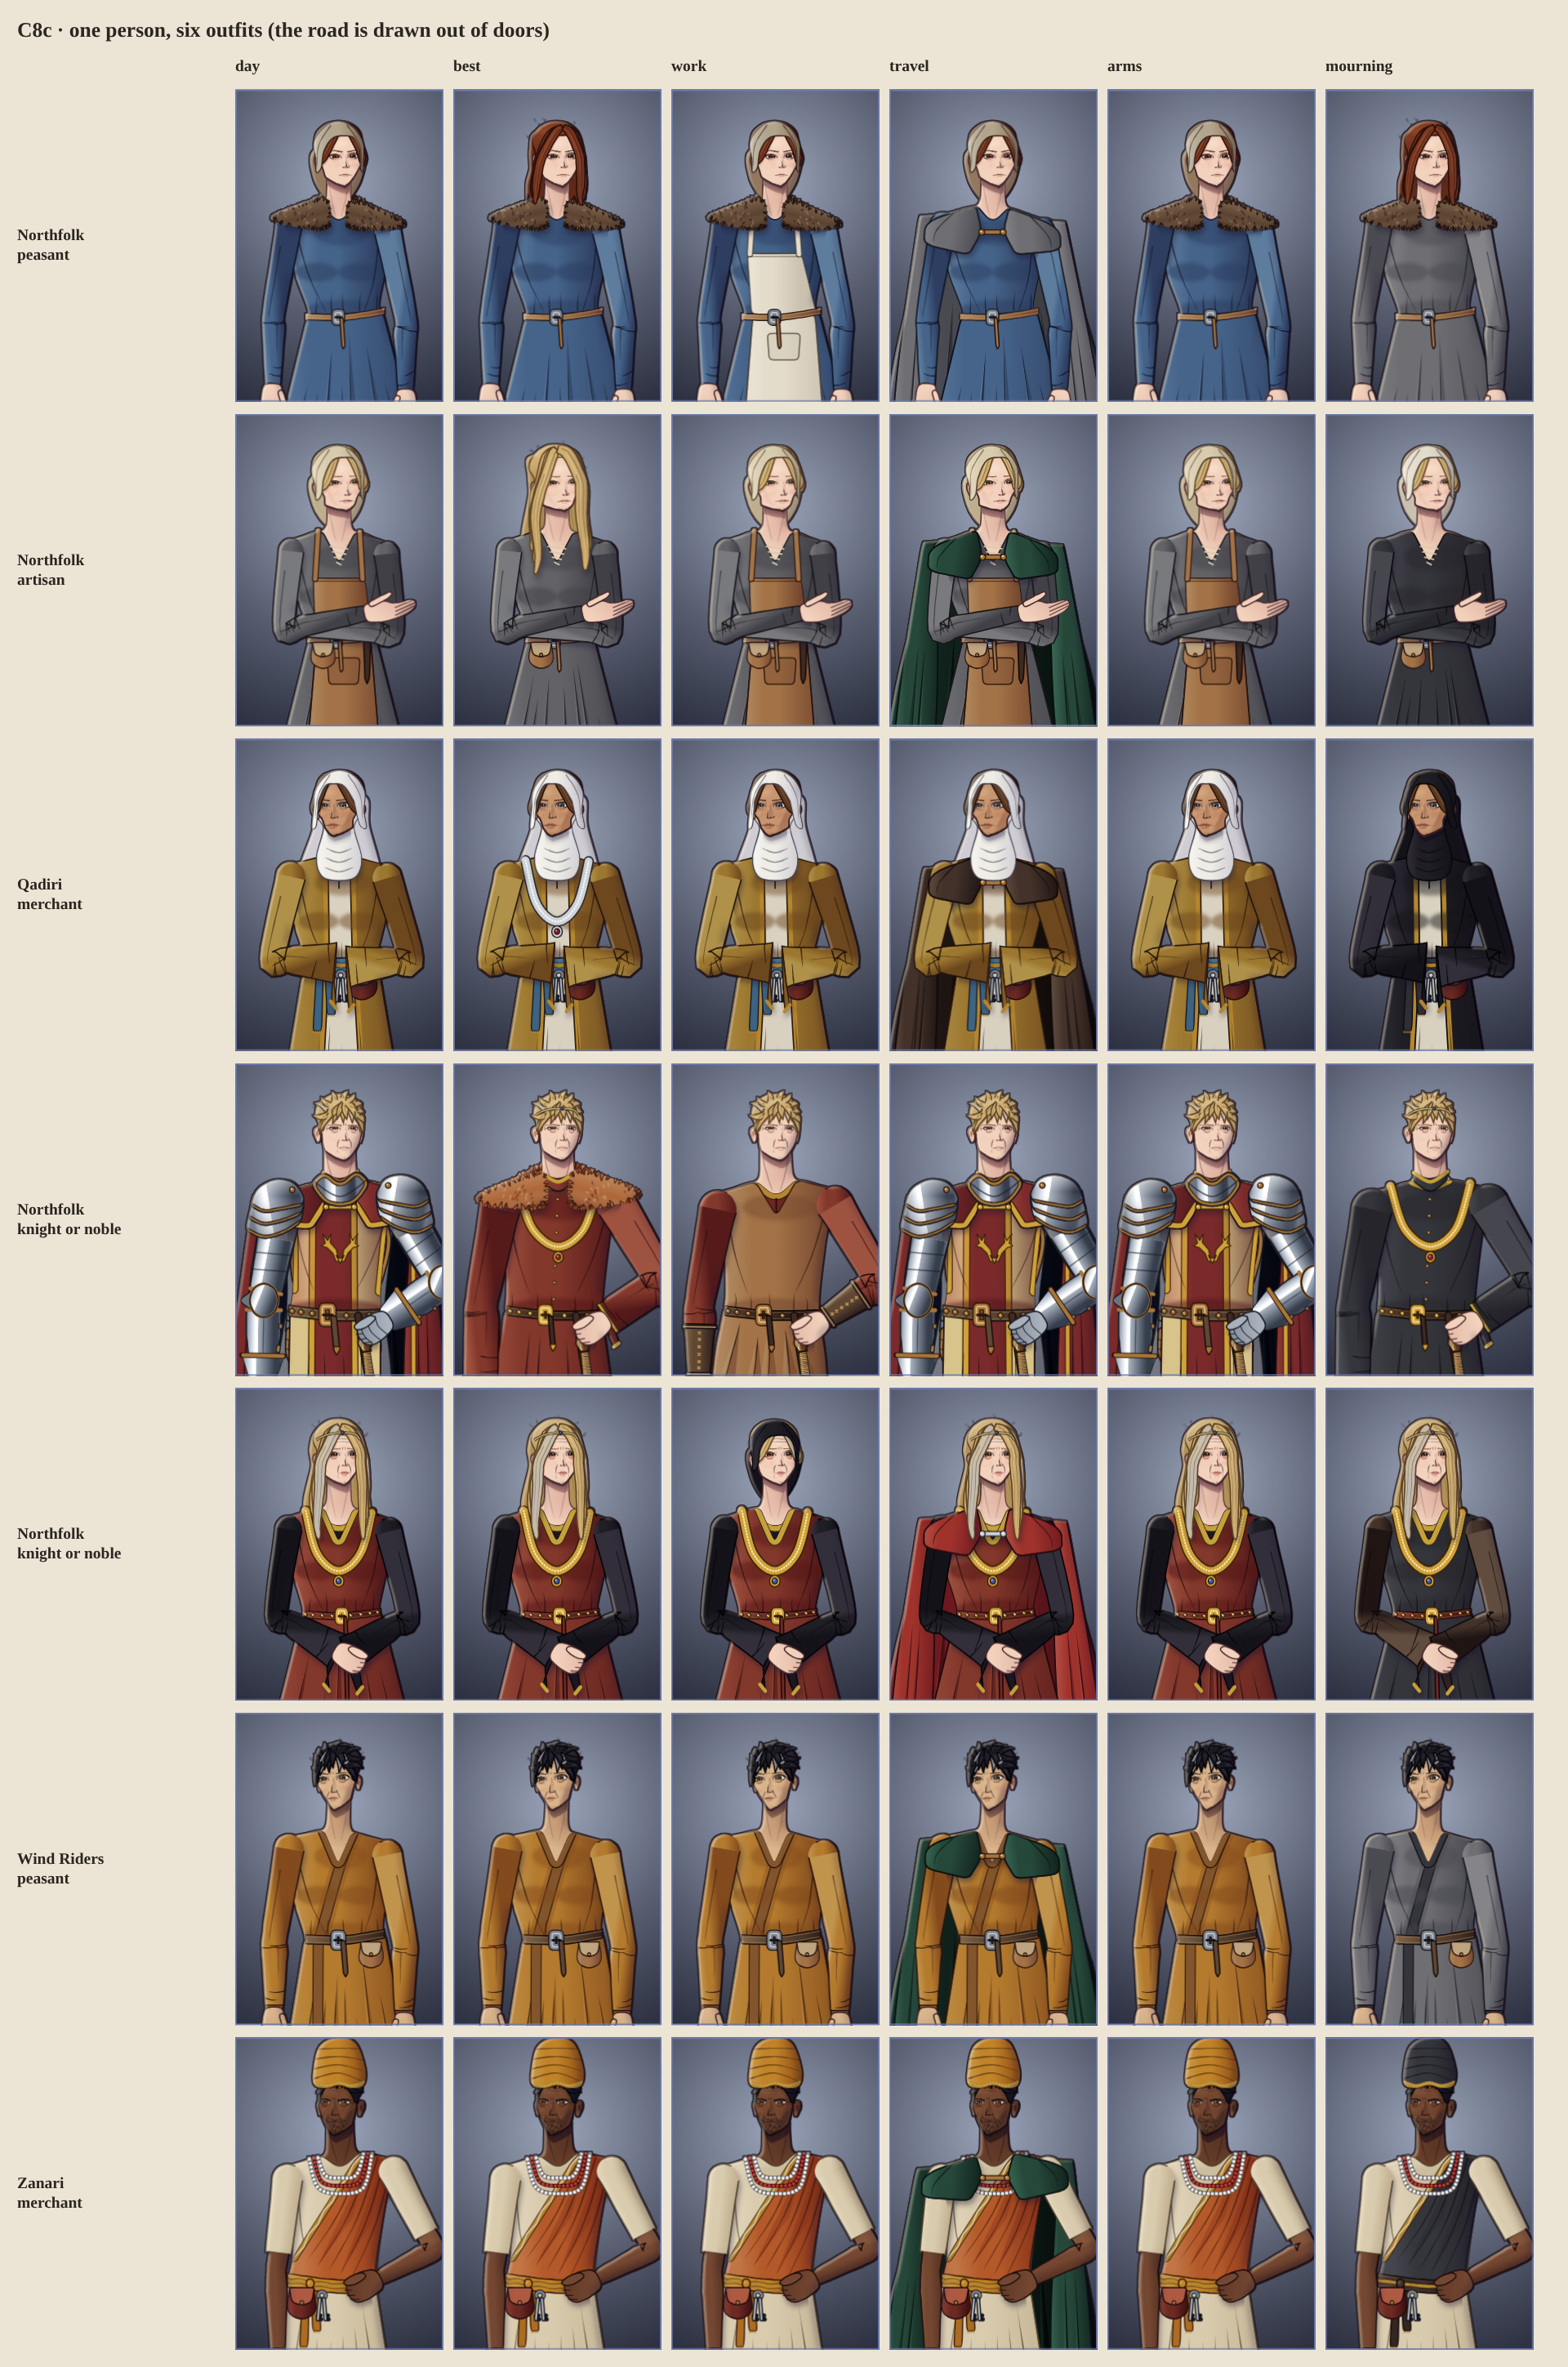 C8c · one person, six outfits (the road is drawn out of doors)
day best work travel arms mourning
Northfolk
peasant
Northfolk
artisan
Qadiri
merchant
Northfolk
knight or noble
Northfolk
knight or noble
Wind Riders
peasant
Zanari
merchant